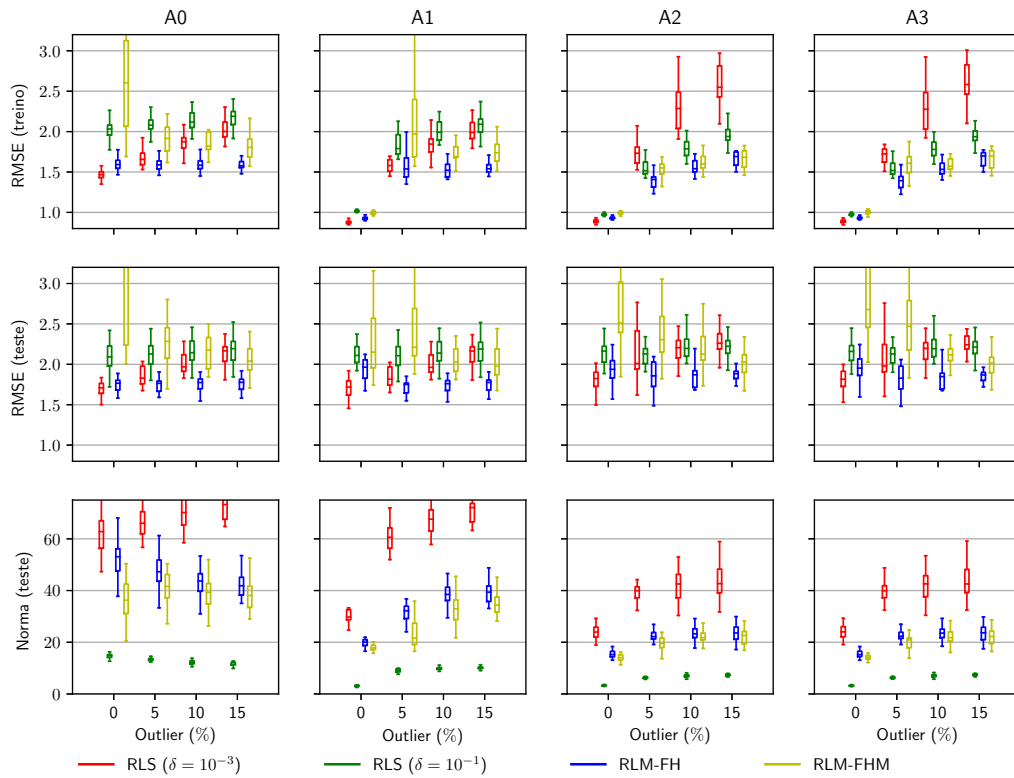 A0 A1 A2 A3
RMSE (treino)
3.0
2.5
2.0
1.5
1.0
RMSE (teste)
3.0
2.5
2.0
1.5
1.0
Norma (teste)
60
40
20
0
0 5 10 15 0 5 10 15 0 5 10 15 0 5 10 15
Outlier (%) Outlier (%) Outlier (%) Outlier (%)
RLS (δ = 10⁻³) RLS (δ = 10⁻¹) RLM-FH RLM-FHM